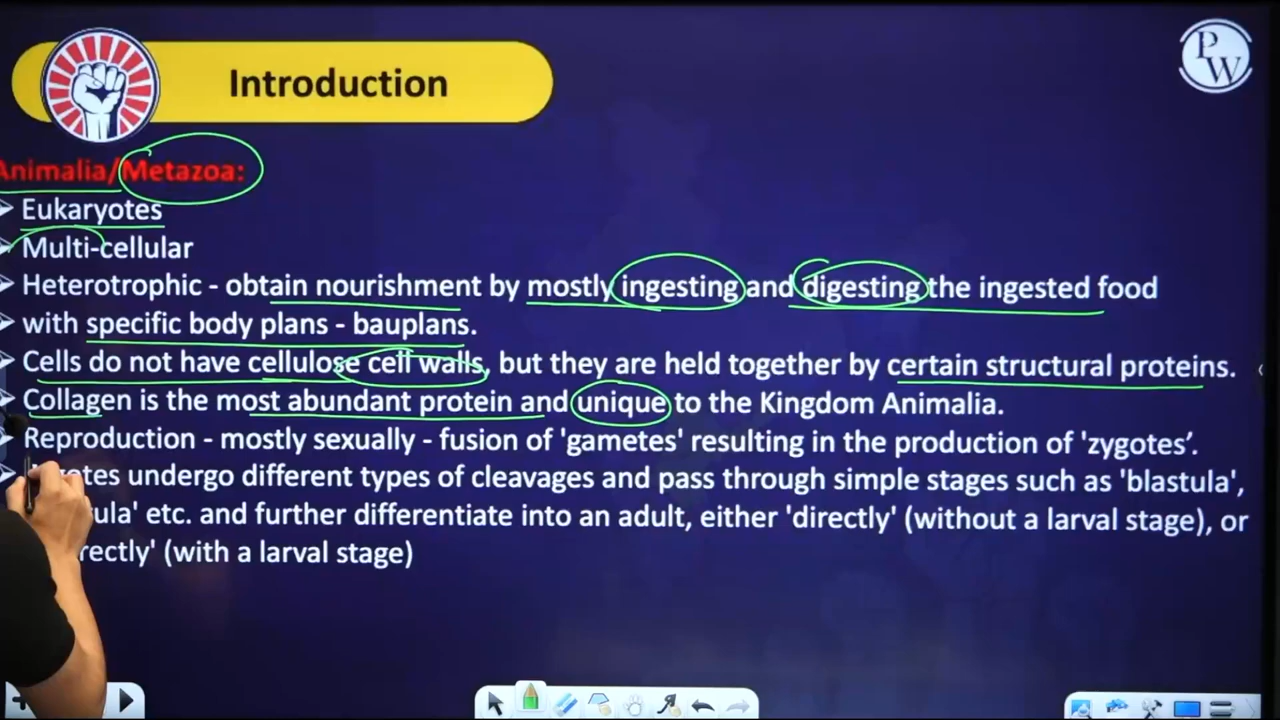 Introduction
PW
Animalia/Metazoa:
Eukaryotes
Multi-cellular
Heterotrophic - obtain nourishment by mostly ingesting and digesting the ingested food
with specific body plans - bauplans.
Cells do not have cellulose cell walls, but they are held together by certain structural proteins.
Collagen is the most abundant protein and unique to the Kingdom Animalia.
Reproduction - mostly sexually - fusion of 'gametes' resulting in the production of 'zygotes’.
undergo different types of cleavages and pass through simple stages such as 'blastula',
etc. and further differentiate into an adult, either 'directly' (without a larval stage), or
(with a larval stage)